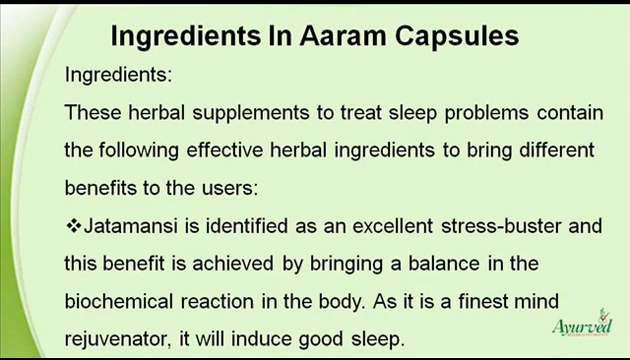 Ingredients In Aaram Capsules
Ingredients:
These herbal supplements to treat sleep problems contain
the following effective herbal ingredients to bring different
benefits to the users:
❖Jatamansi is identified as an excellent stress-buster and
this benefit is achieved by bringing a balance in the
biochemical reaction in the body. As it is a finest mind
rejuvenator, it will induce good sleep.
Ayurvéd